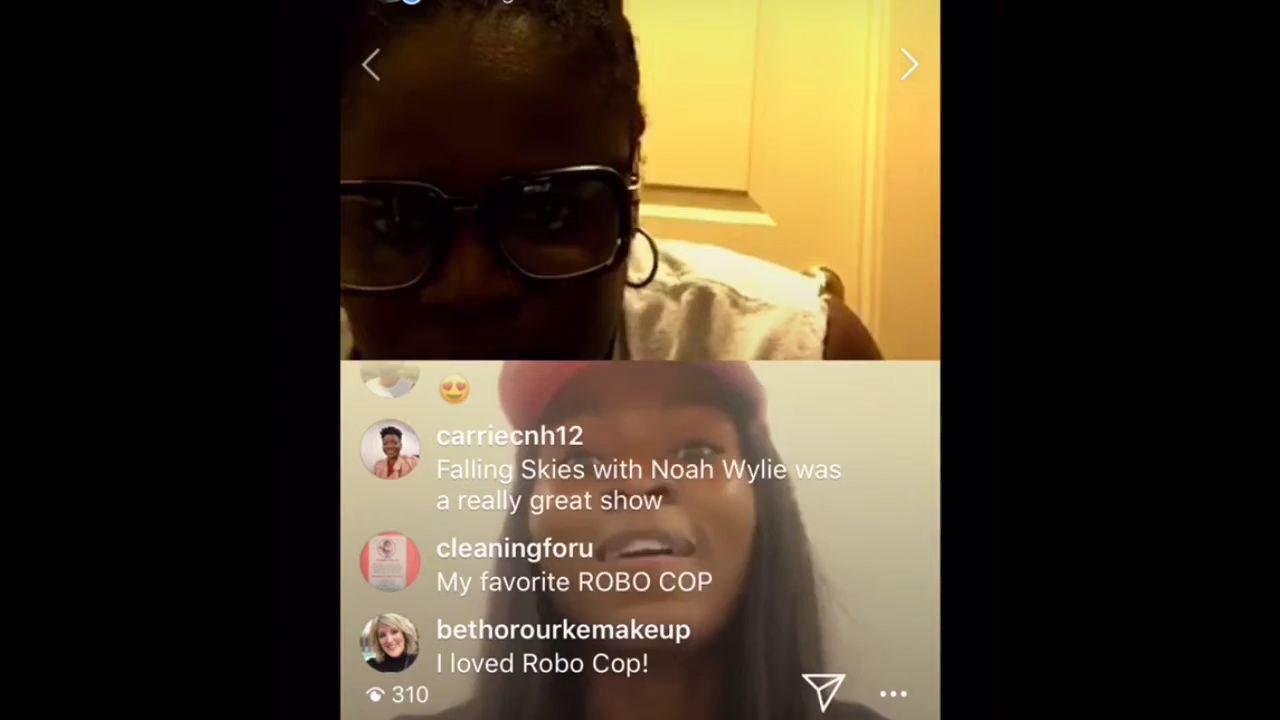 carriecnh12
Falling Skies with Noah Wylie was
a really great show
cleaningforu
My favorite ROBO COP
bethorourkemakeup
I loved Robo Cop!
310